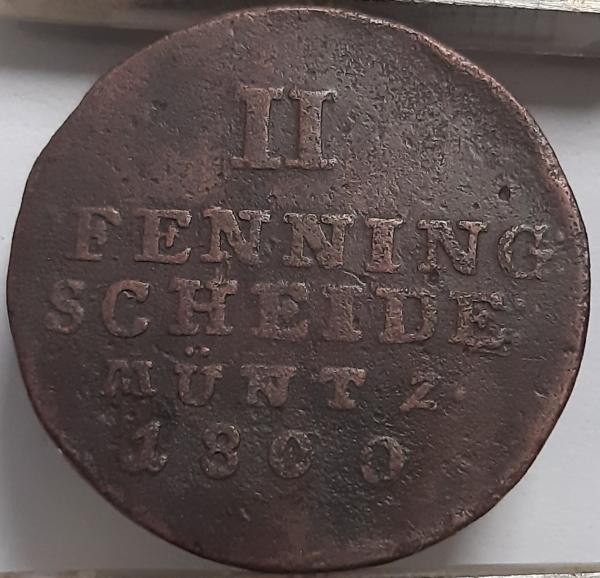 II
PFENNING
SCHEIDE
MÜNTZ.
1800